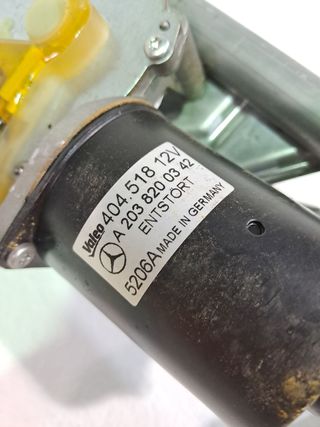 Valeo 404.518 12V
A 203 820 03 42
ENTSTÖRT
5206A MADE IN GERMANY